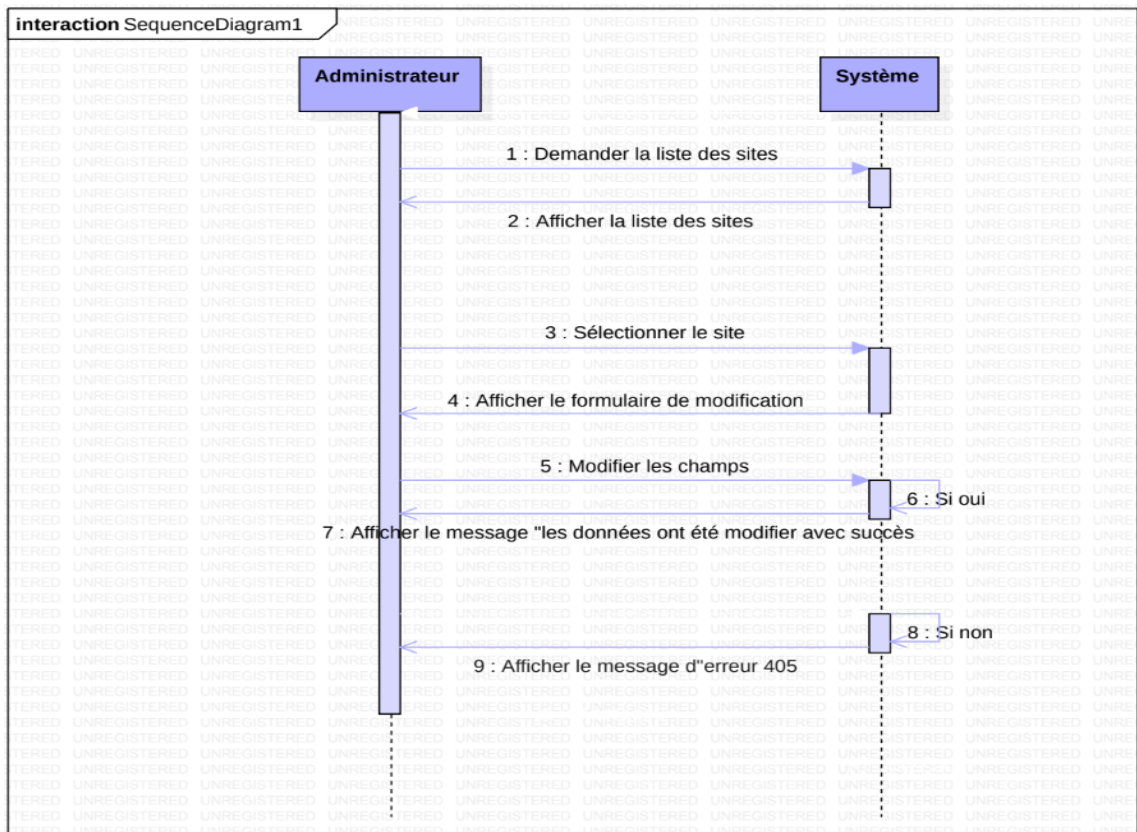 interaction SequenceDiagram1
Administrateur
Système
1 : Demander la liste des sites
2 : Afficher la liste des sites
3 : Sélectionner le site
4 : Afficher le formulaire de modification
5 : Modifier les champs
6 : Si oui
7 : Afficher le message "les données ont été modifier avec succès
8 : Si non
9 : Afficher le message d"erreur 405
UNREGISTERED